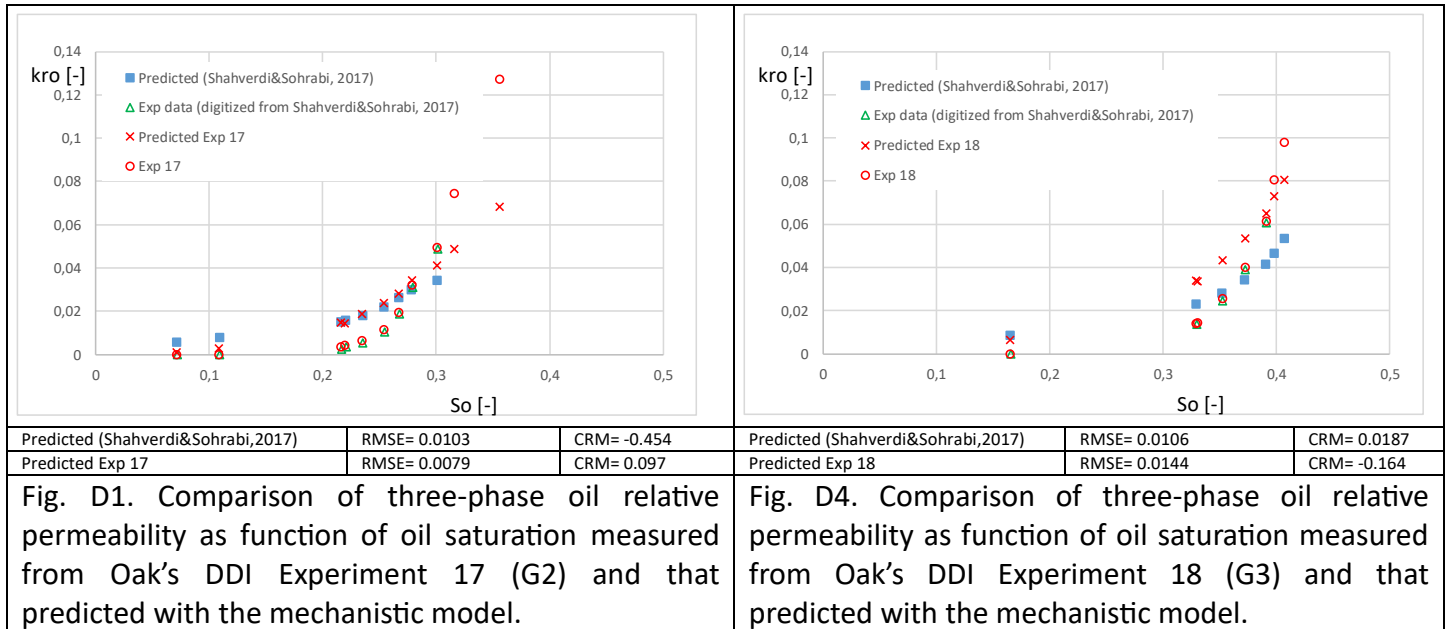 0,14
kro [-]
0,12
0,1
0,08
0,06
0,04
0,02
0
Predicted (Shahverdi&Sohrabi, 2017)
Exp data (digitized from Shahverdi&Sohrabi, 2017)
Predicted Exp 17
Exp 17
0 0,1 0,2 0,3 0,4 0,5
So [-]
Predicted (Shahverdi&Sohrabi,2017) RMSE= 0.0103 CRM= -0.454
Predicted Exp 17 RMSE= 0.0079 CRM= 0.097
Fig. D1. Comparison of three-phase oil relative
permeability as function of oil saturation measured
from Oak's DDI Experiment 17 (G2) and that
predicted with the mechanistic model.
0,14
kro [-]
0,12
0,1
0,08
0,06
0,04
0,02
0
Predicted (Shahverdi&Sohrabi, 2017)
Exp data (digitized from Shahverdi&Sohrabi, 2017)
Predicted Exp 18
Exp 18
0 0,1 0,2 0,3 0,4 0,5
So [-]
Predicted (Shahverdi&Sohrabi,2017) RMSE= 0.0106 CRM= 0.0187
Predicted Exp 18 RMSE= 0.0144 CRM= -0.164
Fig. D4. Comparison of three-phase oil relative
permeability as function of oil saturation measured
from Oak's DDI Experiment 18 (G3) and that
predicted with the mechanistic model.